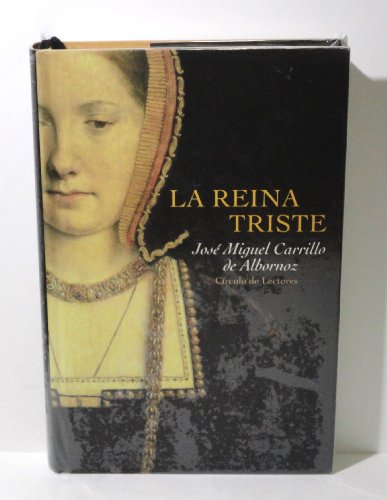 LA REINA
TRISTE
José Miguel Carrillo
de Albornoz
Círculo de Lectores